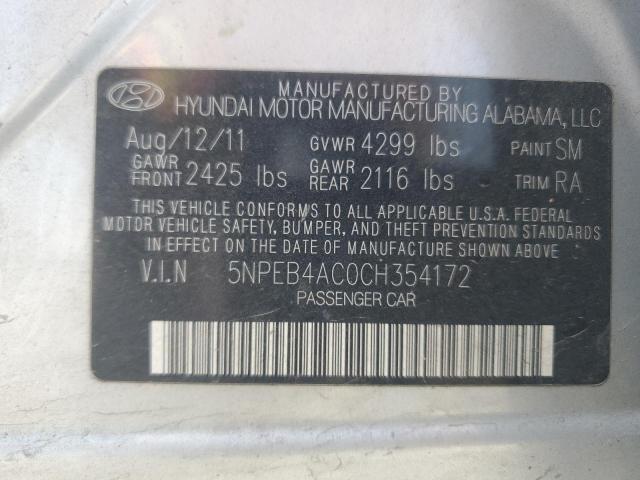 MANUFACTURED BY
HYUNDAI MOTOR MANUFACTURING ALABAMA, LLC
Aug/12/11 GVWR 4299 lbs PAINT SM
GAWR FRONT 2425 lbs GAWR REAR 2116 lbs TRIM RA
THIS VEHICLE CONFORMS TO ALL APPLICABLE U.S.A. FEDERAL
MOTOR VEHICLE SAFETY, BUMPER, AND THEFT PREVENTION STANDARDS
IN EFFECT ON THE DATE OF MANUFACTURE SHOWN ABOVE
V.I.N 5NPEB4AC0CH354172
PASSENGER CAR